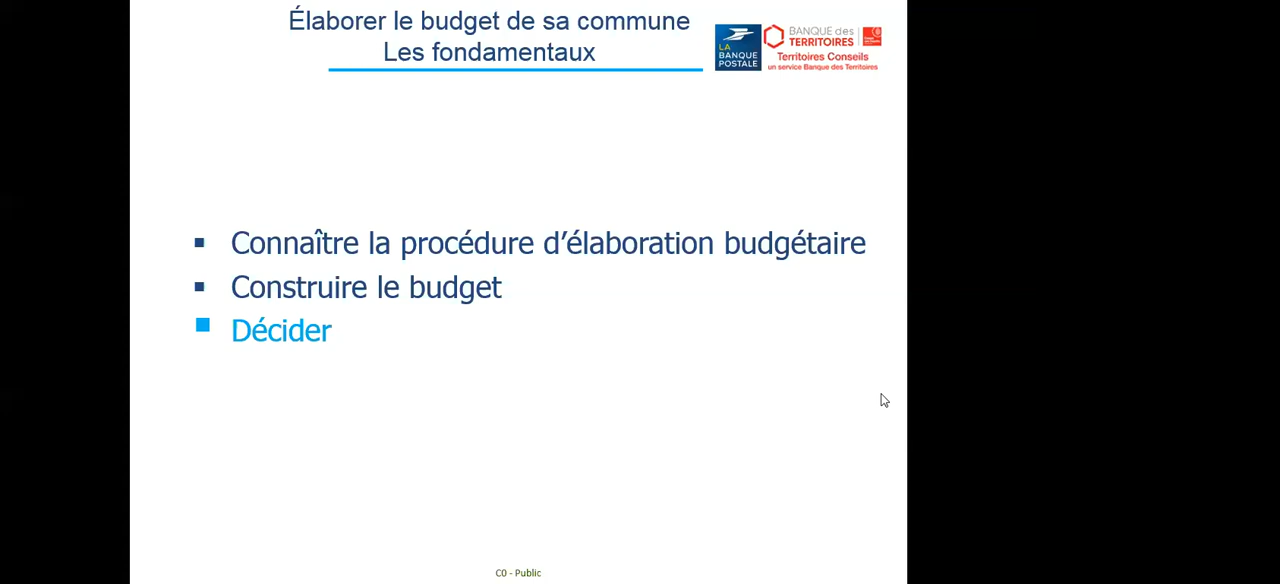 Élaborer le budget de sa commune
Les fondamentaux
LA
BANQUE
POSTALE
BANQUE des
TERRITOIRES
Territoires Conseils
un service Banque des Territoires
▪ Connaître la procédure d’élaboration budgétaire
▪ Construire le budget
▪ Décider
C0 - Public